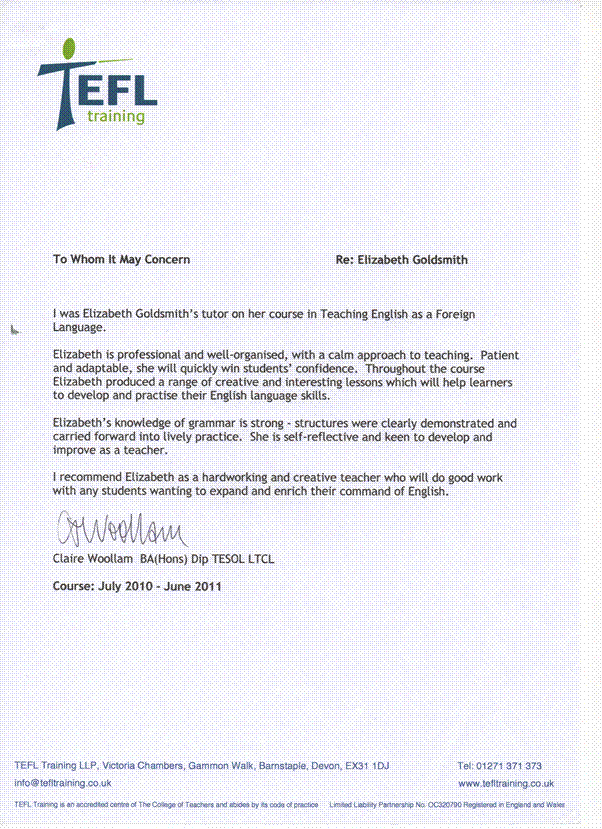 TEFL
training
To Whom It May Concern Re: Elizabeth Goldsmith
I was Elizabeth Goldsmith's tutor on her course in Teaching English as a Foreign
Language.
Elizabeth is professional and well-organised, with a calm approach to teaching. Patient
and adaptable, she will quickly win students' confidence. Throughout the course
Elizabeth produced a range of creative and interesting lessons which will help learners
to develop and practise their English language skills.
Elizabeth's knowledge of grammar is strong - structures were clearly demonstrated and
carried forward into lively practice. She is self-reflective and keen to develop and
improve as a teacher.
I recommend Elizabeth as a hardworking and creative teacher who will do good work
with any students wanting to expand and enrich their command of English.
Woollam
Claire Woollam BA(Hons) Dip TESOL LTCL
Course: July 2010 - June 2011
TEFL Training LLP, Victoria Chambers, Gammon Walk, Barnstaple, Devon, EX31 1DJ Tel: 01271 371 373
info@tefltraining.co.uk www.tefltraining.co.uk
TEFL Training is an accredited centre of The College of Teachers and abides by its code of practice Limited Liability Partnership No. OC320790 Registered in England and Wales